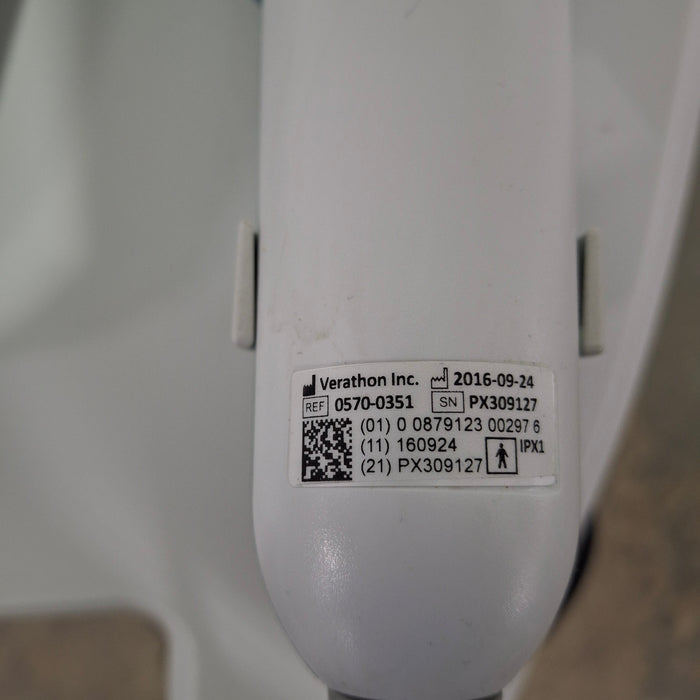 Verathon Inc. 2016-09-24
REF 0570-0351 SN PX309127
(01) 0 0879123 00297 6
(11) 160924 IPX1
(21) PX309127